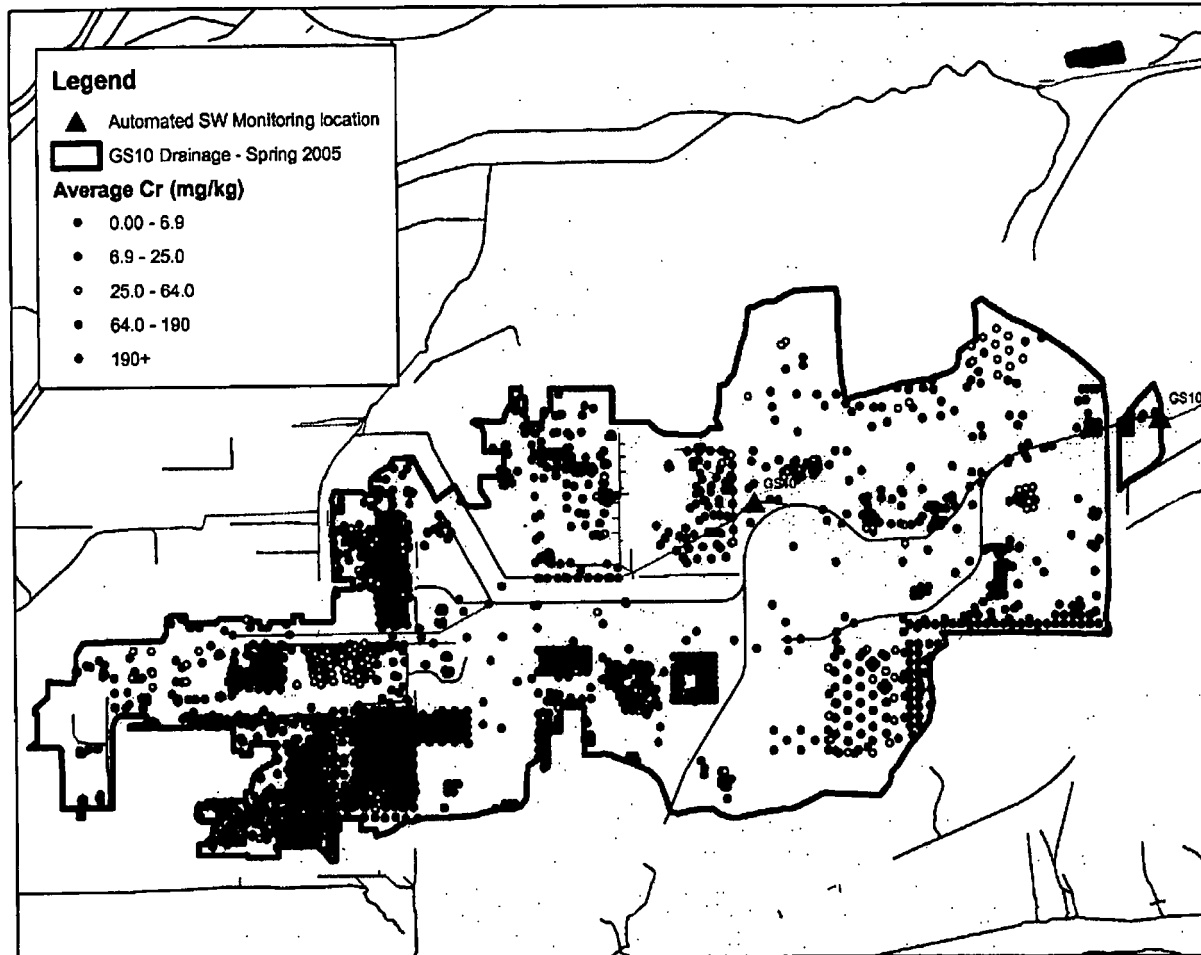 Legend
Automated SW Monitoring location
GS10 Drainage - Spring 2005
Average Cr (mg/kg)
0.00 - 6.9
6.9 - 25.0
25.0 - 64.0
64.0 - 190
190+
GS10
GS10